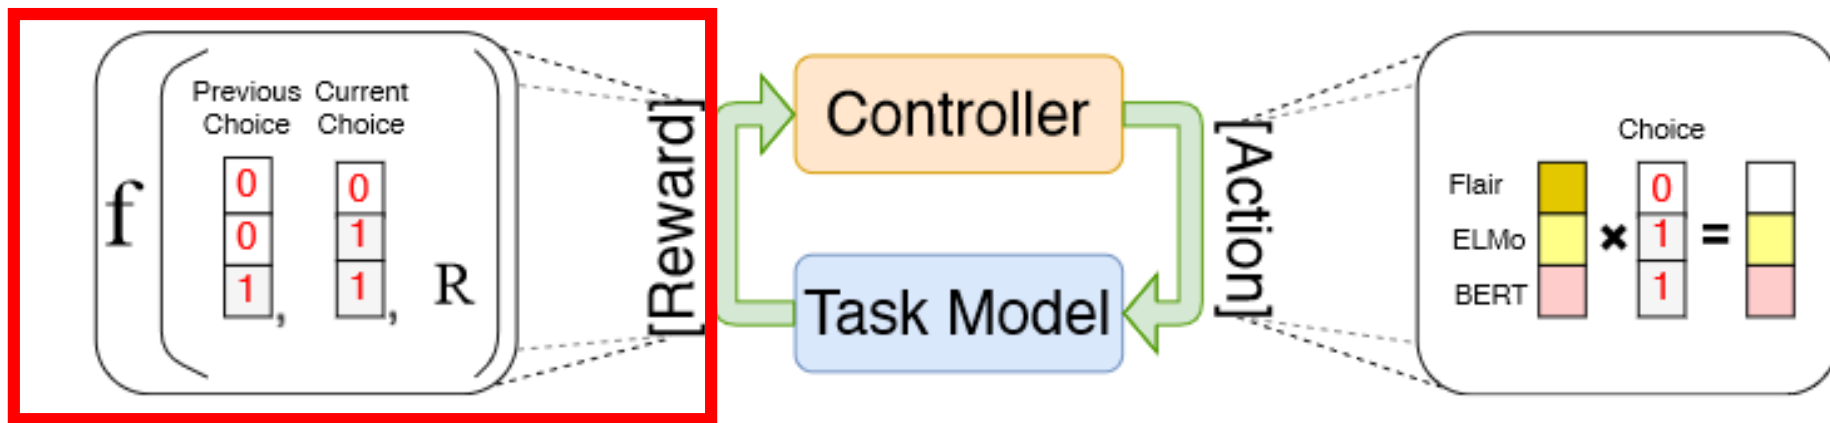 f
(
Previous Current
Choice Choice
0 0
0 1
1, 1, R
)
[Reward]
Controller
Task Model
[Action]
Choice
Flair 0
ELMo × 1 =
BERT 1